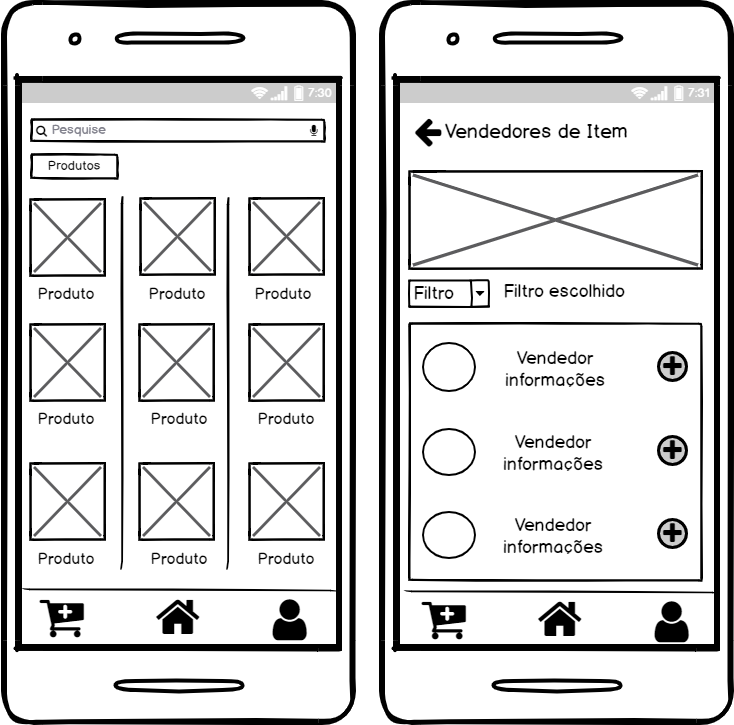 7:30
Pesquise
Produtos
Produto Produto Produto
Produto Produto Produto
Produto Produto Produto
7:31
Vendedores de Item
Filtro Filtro escolhido
Vendedor
informações
Vendedor
informações
Vendedor
informações